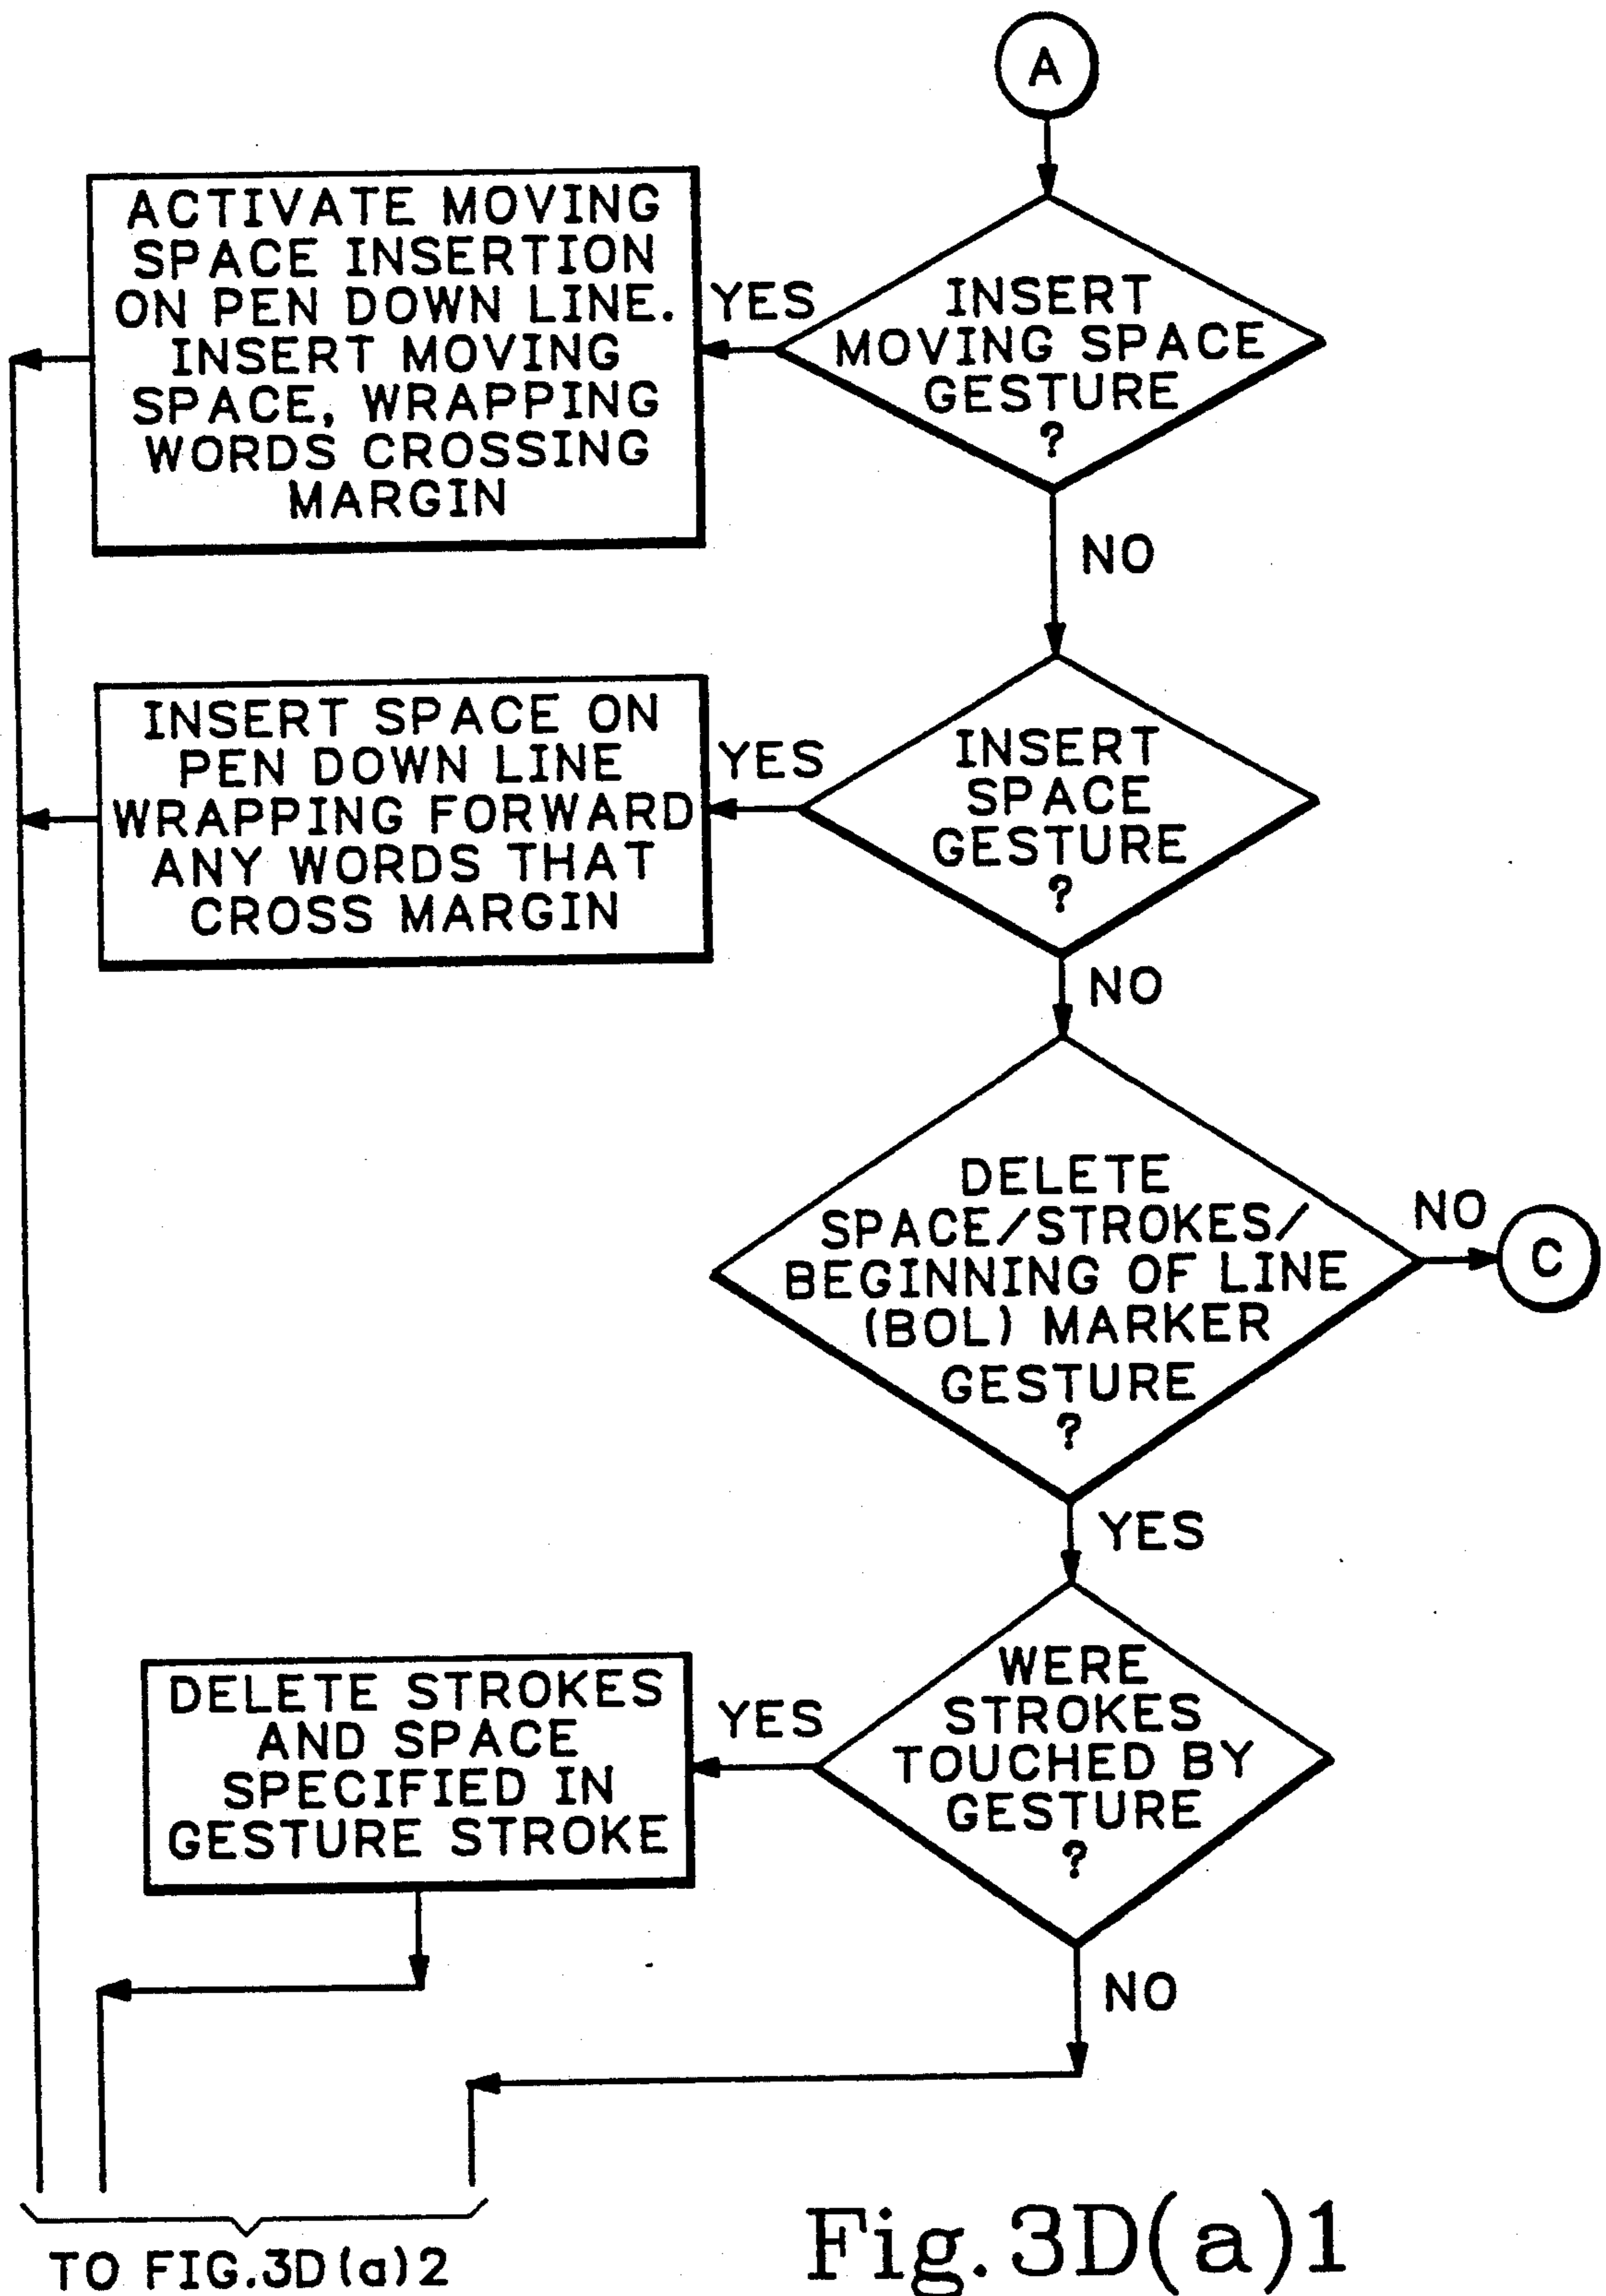 A
ACTIVATE MOVING
SPACE INSERTION
ON PEN DOWN LINE.
INSERT MOVING
SPACE, WRAPPING
WORDS CROSSING
MARGIN
YES
INSERT
MOVING SPACE
GESTURE
?
NO
INSERT SPACE ON
PEN DOWN LINE
WRAPPING FORWARD
ANY WORDS THAT
CROSS MARGIN
YES
INSERT
SPACE
GESTURE
?
NO
DELETE
SPACE/STROKES/
BEGINNING OF LINE
(BOL) MARKER
GESTURE
?
NO
C
YES
DELETE STROKES
AND SPACE
SPECIFIED IN
GESTURE STROKE
YES
WERE
STROKES
TOUCHED BY
GESTURE
?
NO
TO FIG.3D(a)2
Fig.3D(a)1